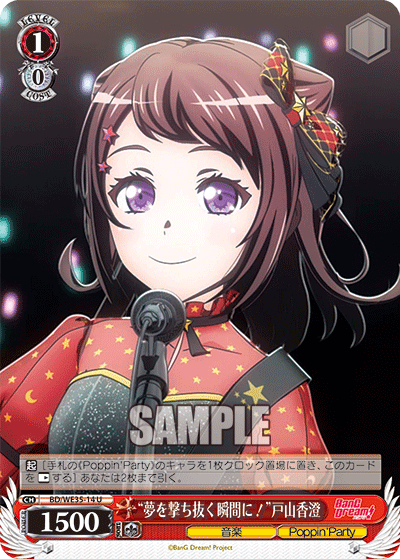 LEVEL
1
0
COST
SAMPLE
起 [手札の《Poppin'Party》のキャラを1枚クロック置場に置き、このカードを レスト する] あなたは2枚まで引く。
CH BD/WE35-14 U
1500
“夢を撃ち抜く瞬間に！”戸山香澄
BanG Dream!
音楽
Poppin'Party
©BanG Dream! Project